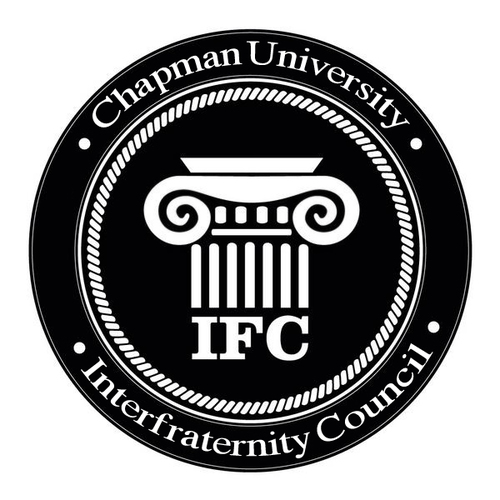 Chapman University
IFC
Interfraternity Council